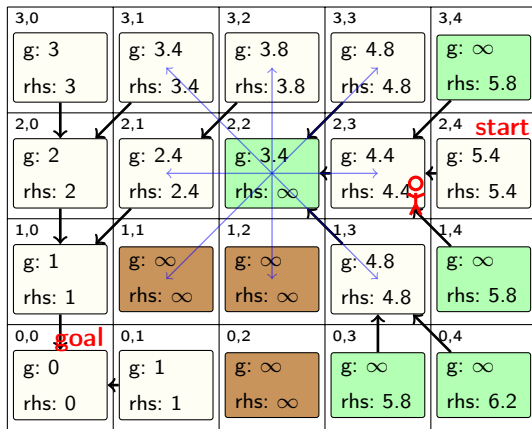 3,0 3,1 3,2 3,3 3,4
g: 3 g: 3.4 g: 3.8 g: 4.8 g: ∞
rhs: 3 rhs: 3.4 rhs: 3.8 rhs: 4.8 rhs: 5.8
2,0 2,1 2,2 2,3 2,4 start
g: 2 g: 2.4 g: 3.4 g: 4.4 g: 5.4
rhs: 2 rhs: 2.4 rhs: ∞ rhs: 4.4 rhs: 5.4
1,0 1,1 1,2 1,3 1,4
g: 1 g: ∞ g: ∞ g: 4.8 g: ∞
rhs: 1 rhs: ∞ rhs: ∞ rhs: 4.8 rhs: 5.8
0,0 goal 0,1 0,2 0,3 0,4
g: 0 g: 1 g: ∞ g: ∞ g: ∞
rhs: 0 rhs: 1 rhs: ∞ rhs: 5.8 rhs: 6.2